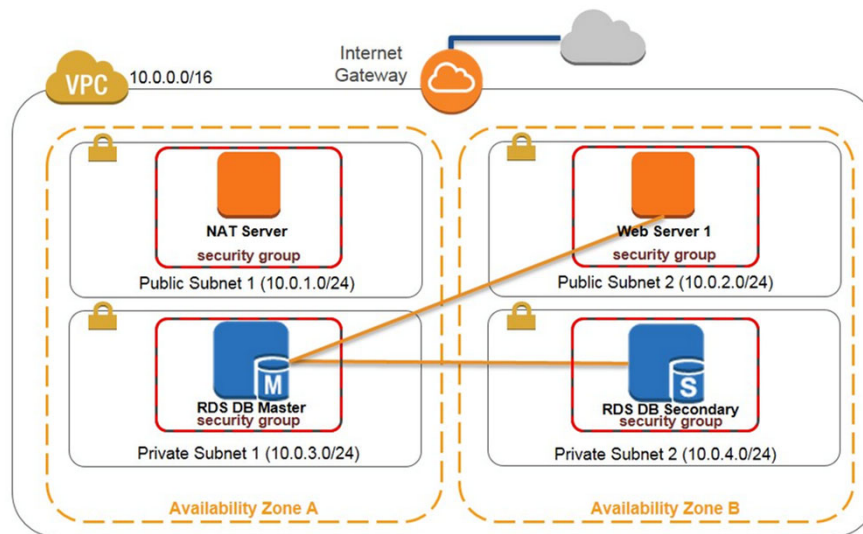 Internet
Gateway
VPC
10.0.0.0/16
NAT Server
security group
Public Subnet 1 (10.0.1.0/24)
Web Server 1
security group
Public Subnet 2 (10.0.2.0/24)
M
RDS DB Master
security group
Private Subnet 1 (10.0.3.0/24)
S
RDS DB Secondary
security group
Private Subnet 2 (10.0.4.0/24)
Availability Zone A
Availability Zone B